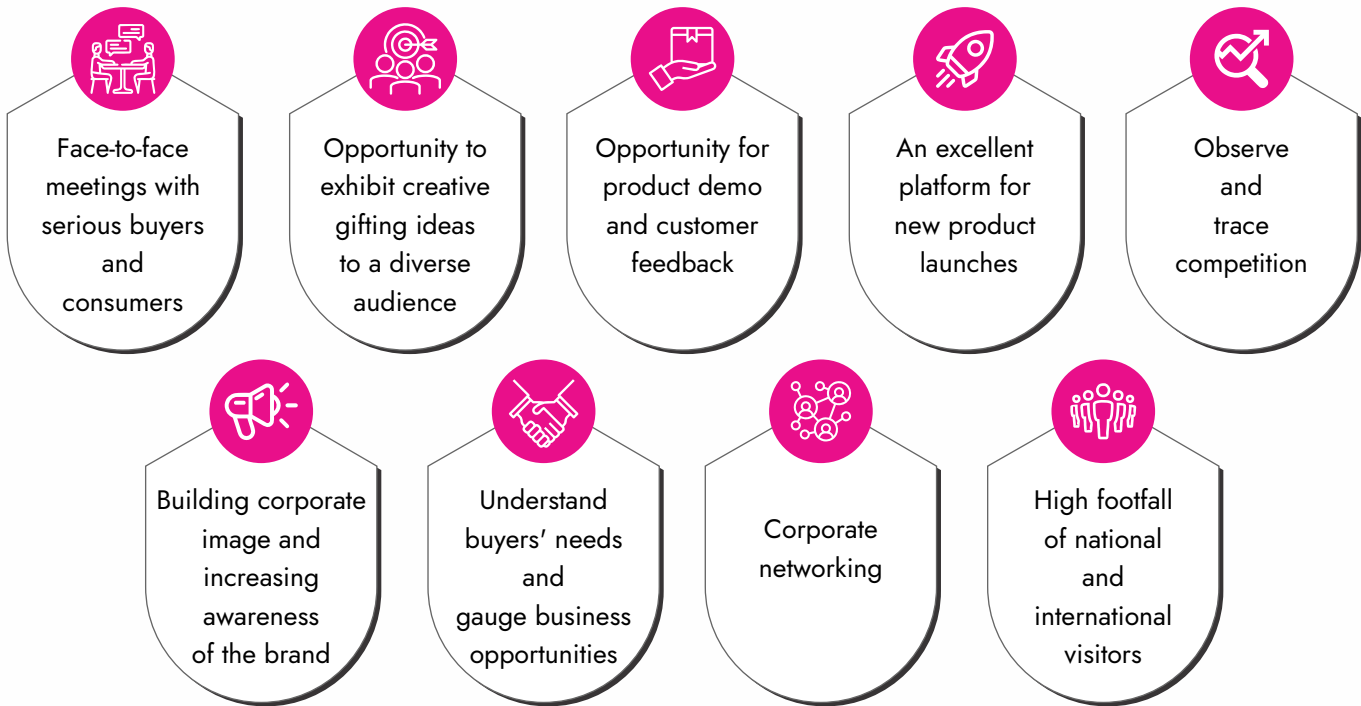 Face-to-face
meetings with
serious buyers
and
consumers
Opportunity to
exhibit creative
gifting ideas
to a diverse
audience
Opportunity for
product demo
and customer
feedback
An excellent
platform for
new product
launches
Observe
and
trace
competition
Building corporate
image and
increasing
awareness
of the brand
Understand
buyers' needs
and
gauge business
opportunities
Corporate
networking
High footfall
of national
and
international
visitors